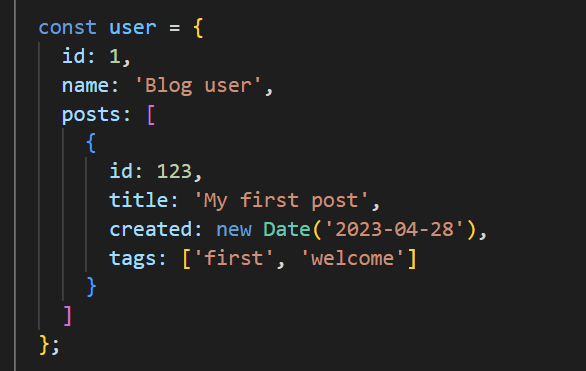 const user = {
  id: 1,
  name: 'Blog user',
  posts: [
    {
      id: 123,
      title: 'My first post',
      created: new Date('2023-04-28'),
      tags: ['first', 'welcome']
    }
  ]
};